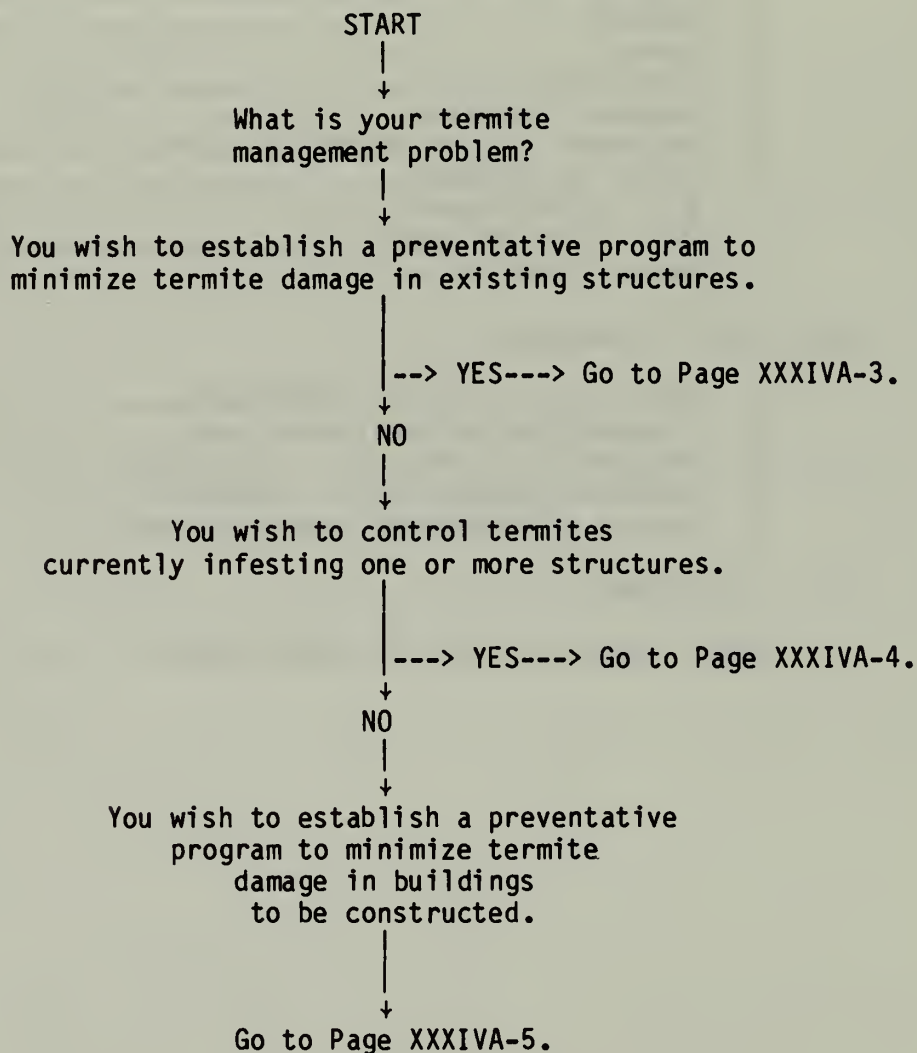 START
What is your termite
management problem?
You wish to establish a preventative program to
minimize termite damage in existing structures.
--> YES---> Go to Page XXXIVA-3.
NO
You wish to control termites
currently infesting one or more structures.
---> YES---> Go to Page XXXIVA-4.
NO
You wish to establish a preventative
program to minimize termite
damage in buildings
to be constructed.
Go to Page XXXIVA-5.